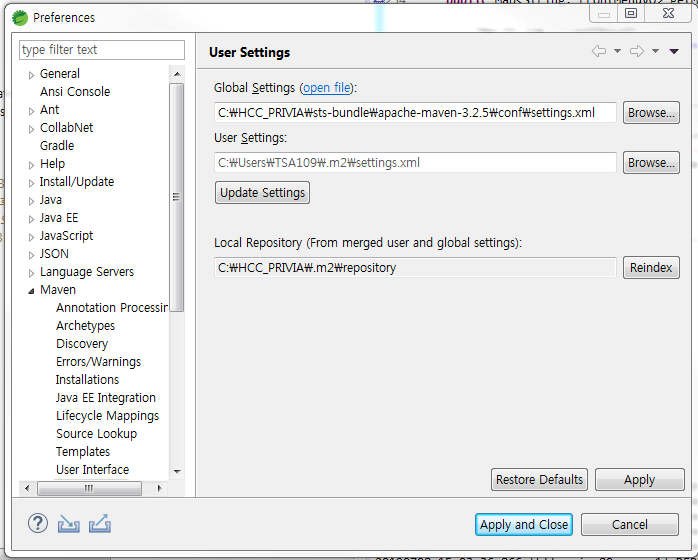 Preferences
type filter text
General
Ansi Console
Ant
CollabNet
Gradle
Help
Install/Update
Java
Java EE
JavaScript
JSON
Language Servers
Maven
Annotation Processin
Archetypes
Discovery
Errors/Warnings
Installations
Java EE Integration
Lifecycle Mappings
Source Lookup
Templates
User Interface
User Settings
Global Settings (open file):
C:₩HCC_PRIVIA₩sts-bundle₩apache-maven-3.2.5₩conf₩settings.xml
Browse...
User Settings:
C:₩Users₩TSA109₩.m2₩settings.xml
Browse...
Update Settings
Local Repository (From merged user and global settings):
C:₩HCC_PRIVIA₩.m2₩repository
Reindex
Restore Defaults
Apply
Apply and Close
Cancel